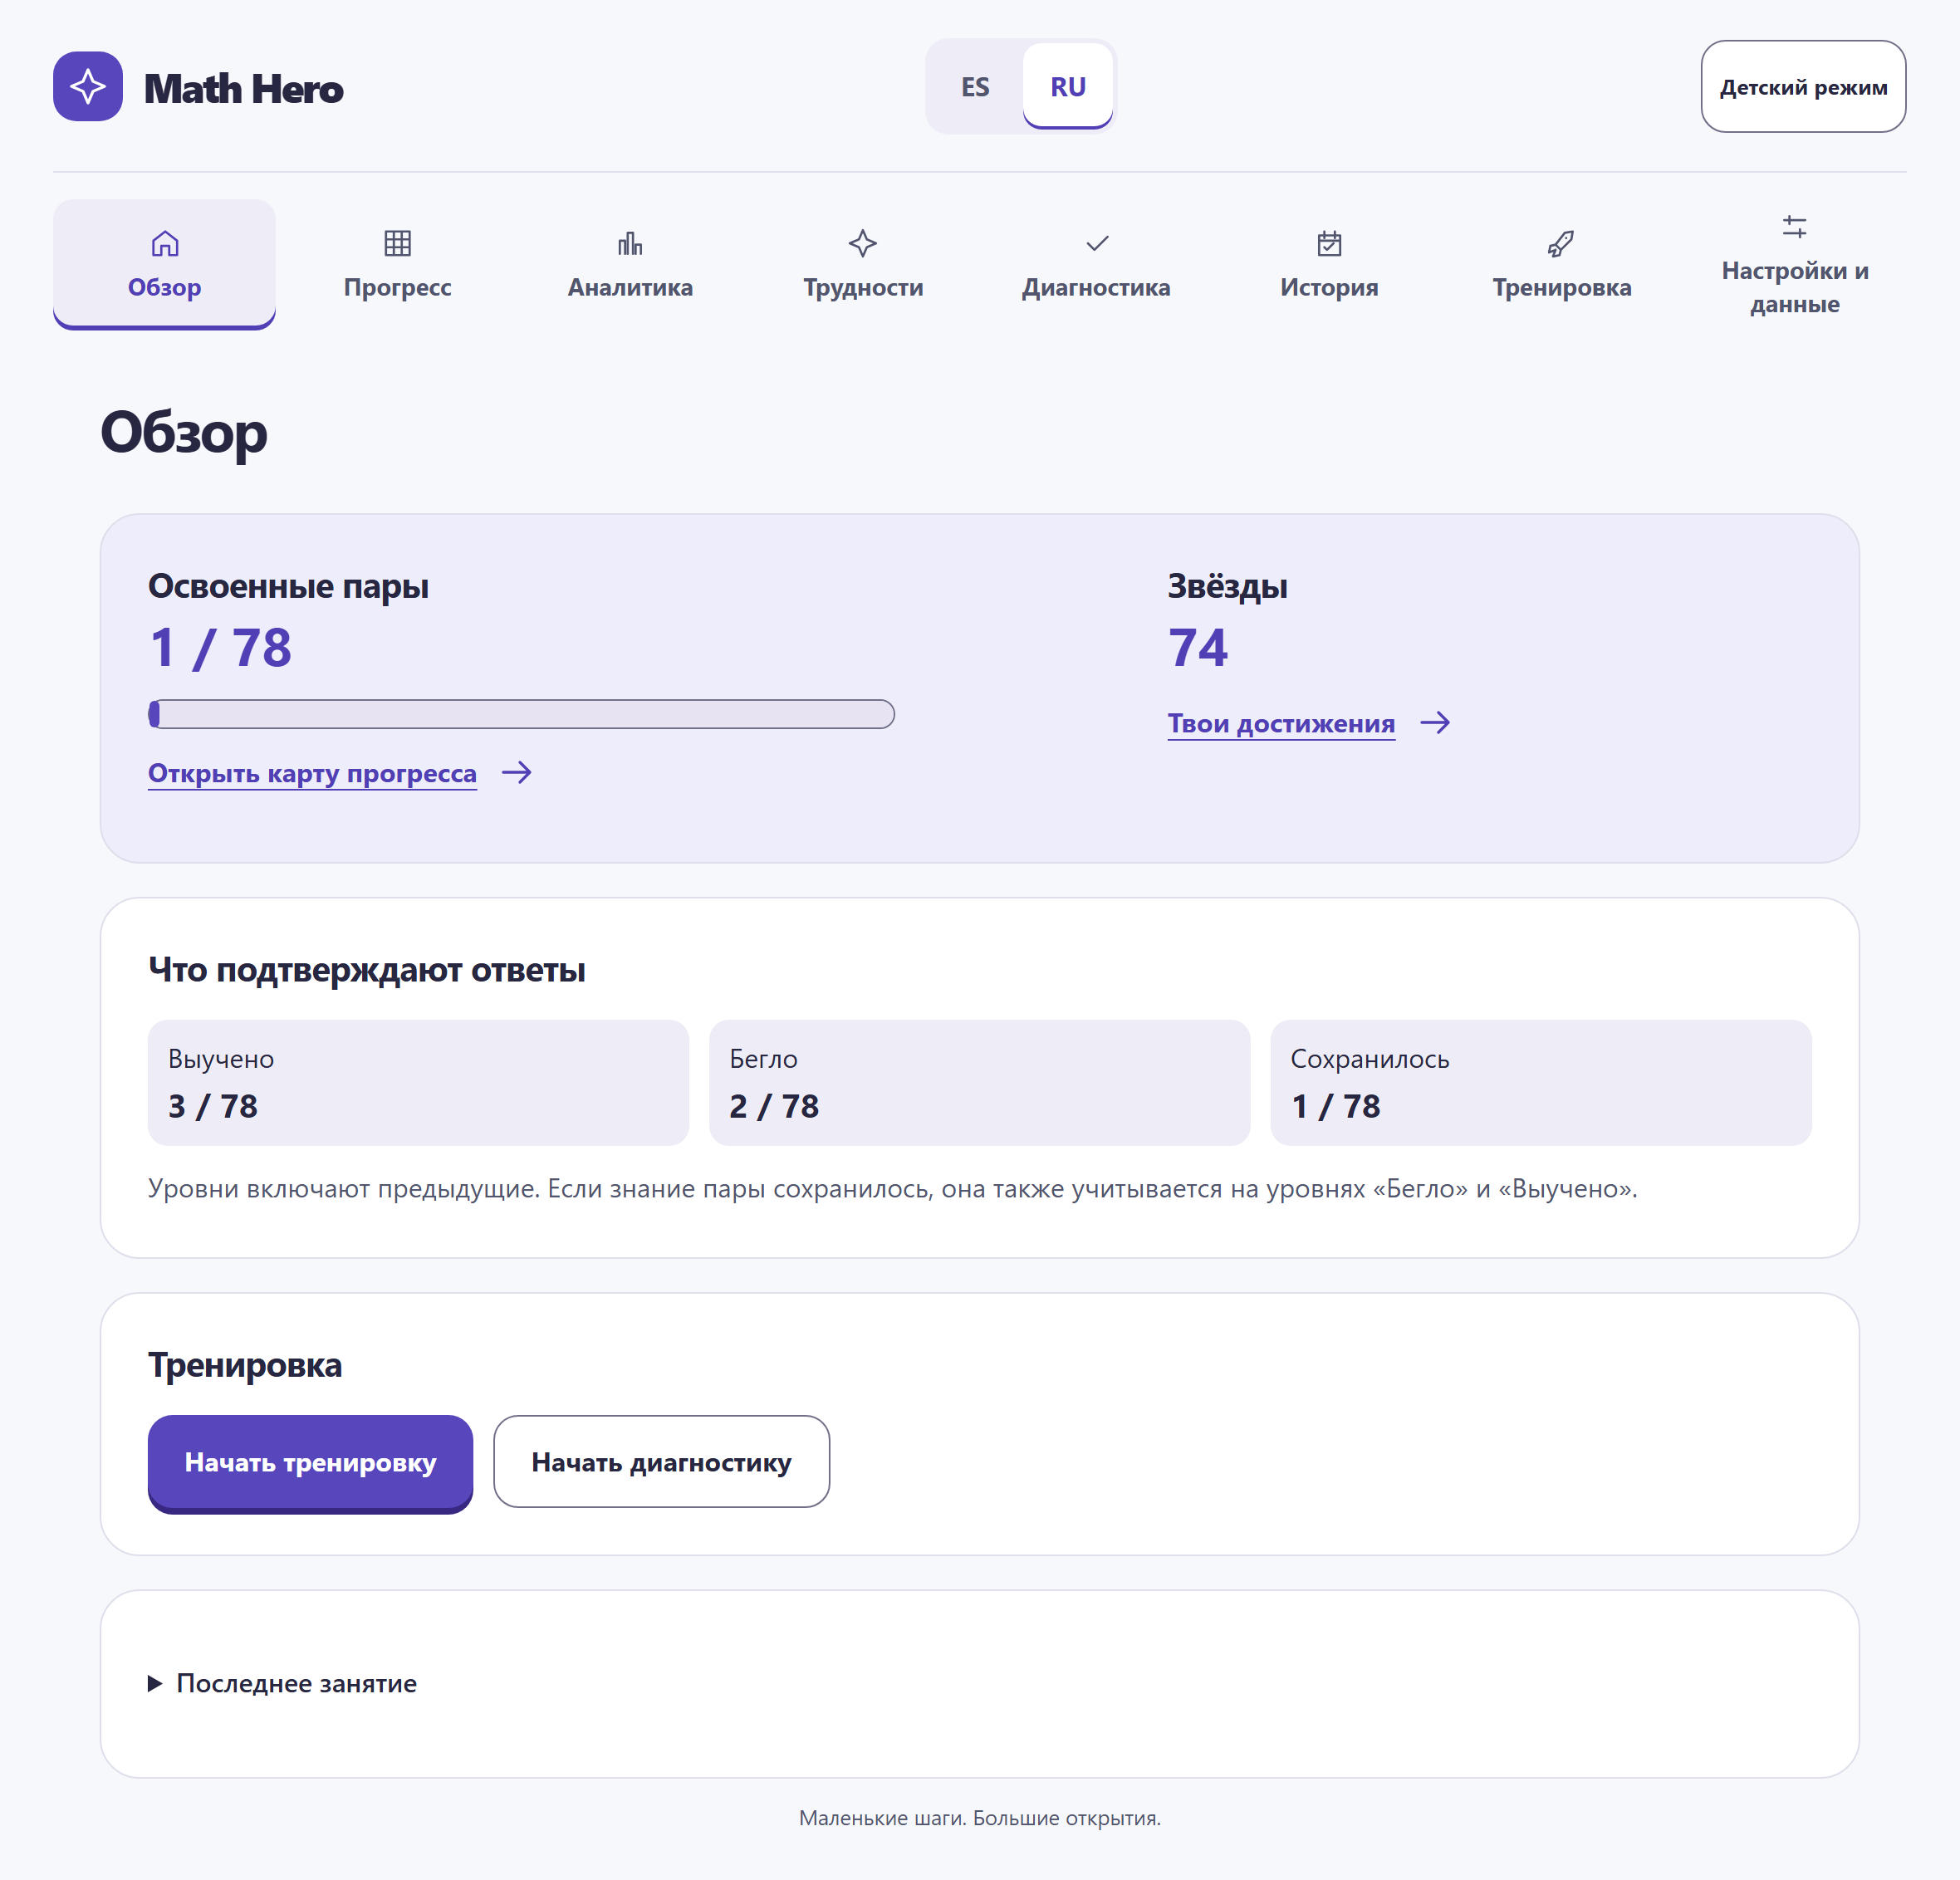 Math Hero
ES
RU
Детский режим
Обзор
Прогресс
Аналитика
Трудности
Диагностика
История
Тренировка
Настройки и
данные
Обзор
Освоенные пары
1 / 78
Открыть карту прогресса
Звёзды
74
Твои достижения
Что подтверждают ответы
Выучено
3 / 78
Бегло
2 / 78
Сохранилось
1 / 78
Уровни включают предыдущие. Если знание пары сохранилось, она также учитывается на уровнях «Бегло» и «Выучено».
Тренировка
Начать тренировку
Начать диагностику
Последнее занятие
Маленькие шаги. Большие открытия.